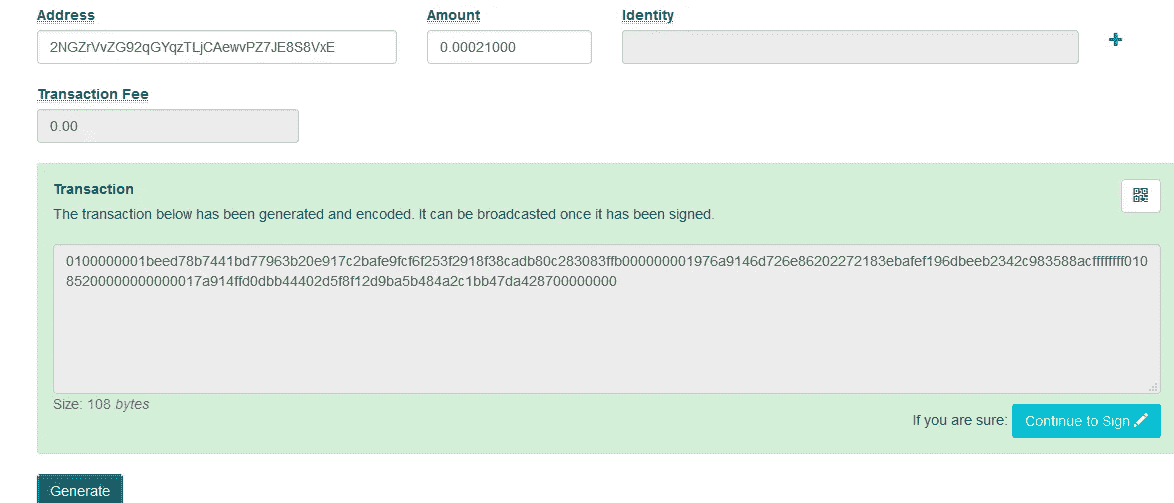 Address Amount Identity
2NGZrVvZG92qGYqzTLjCAewvPZ7JE8S8VxE 0.00021000
Transaction Fee
0.00
Transaction
The transaction below has been generated and encoded. It can be broadcasted once it has been signed.
0100000001beed78b7441bd77963b20e917c2bafe9fcf6f253f2918f38cadb80c283083ffb000000001976a9146d726e86202272183ebafef196dbeeb2342c983588acffffffff010
85200000000000017a914ffd0dbb44402d5f8f12d9ba5b484a2c1bb47da428700000000
Size: 108 bytes
If you are sure: Continue to Sign
Generate